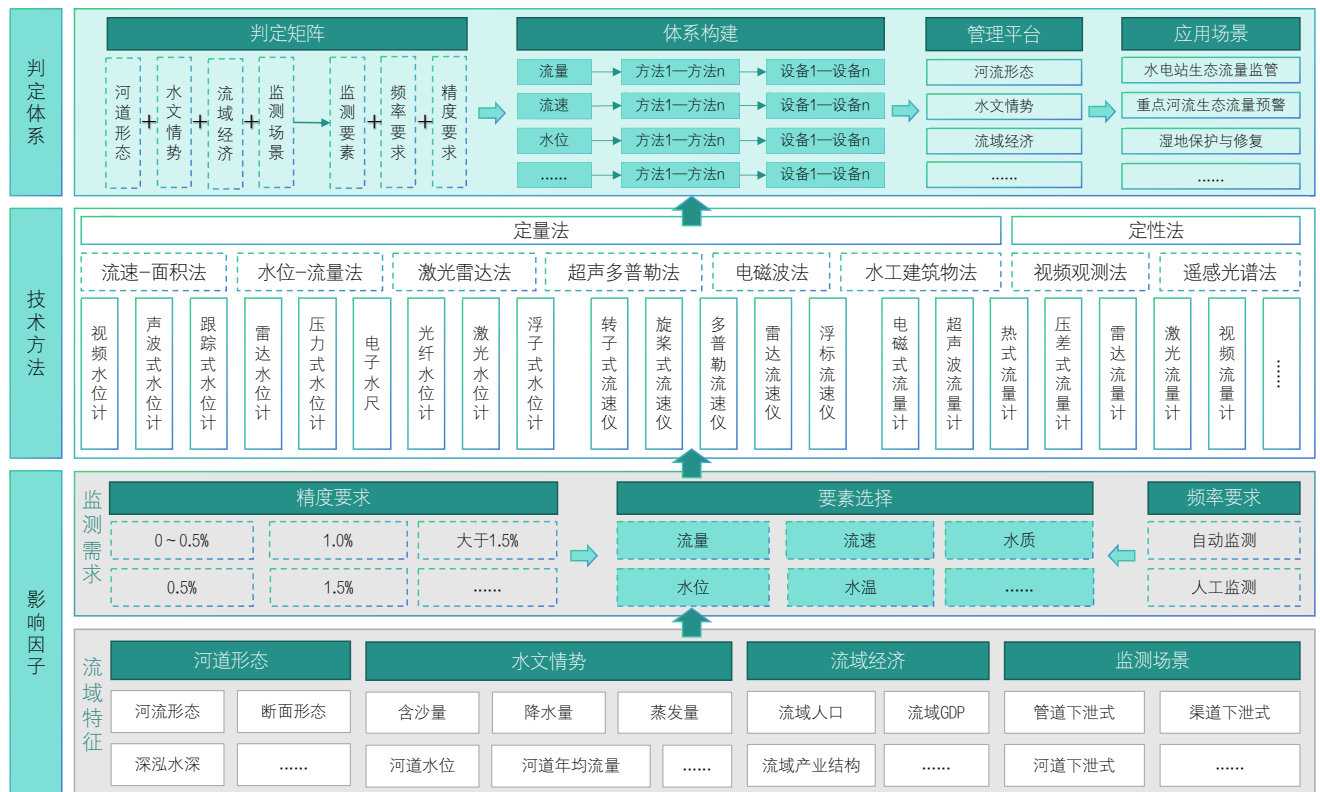 判定体系
判定矩阵
体系构建
管理平台
应用场景
河道形态
+
水文情势
+
流域经济
+
监测场景
监测要素
+
频率要求
+
精度要求
流量
方法1—方法n
设备1—设备n
流速
方法1—方法n
设备1—设备n
水位
方法1—方法n
设备1—设备n
......
方法1—方法n
设备1—设备n
河流形态
水文情势
流域经济
......
水电站生态流量监管
重点河流生态流量预警
湿地保护与修复
......
技术方法
定量法
定性法
流速-面积法
水位-流量法
激光雷达法
超声多普勒法
电磁波法
水工建筑物法
视频观测法
遥感光谱法
视频水位计
声波式水位计
跟踪式水位计
雷达水位计
压力式水位计
电子水尺
光纤水位计
激光水位计
浮子式水位计
转子式流速仪
旋桨式流速仪
多普勒流速仪
雷达流速仪
浮标流速仪
电磁式流量计
超声波流量计
热式流量计
压差式流量计
雷达流量计
激光流量计
视频流量计
......
影响因子
监测需求
精度要求
要素选择
频率要求
0~0.5%
1.0%
大于1.5%
流量
流速
水质
自动监测
0.5%
1.5%
......
水位
水温
......
人工监测
流域特征
河道形态
水文情势
流域经济
监测场景
河流形态
断面形态
含沙量
降水量
蒸发量
流域人口
流域GDP
管道下泄式
渠道下泄式
深泓水深
......
河道水位
河道年均流量
......
流域产业结构
......
河道下泄式
......